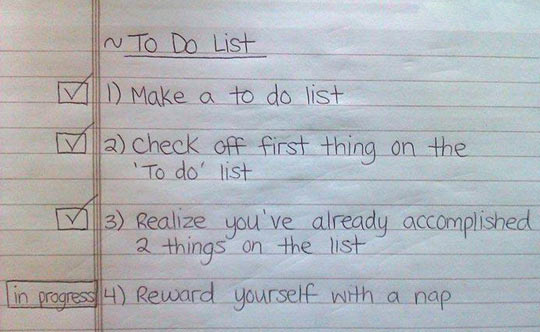 ~ To Do List
1) Make a to do list
2) Check off first thing on the
'To do' list
3) Realize you've already accomplished
2 things on the list
in progress 4) Reward yourself with a nap